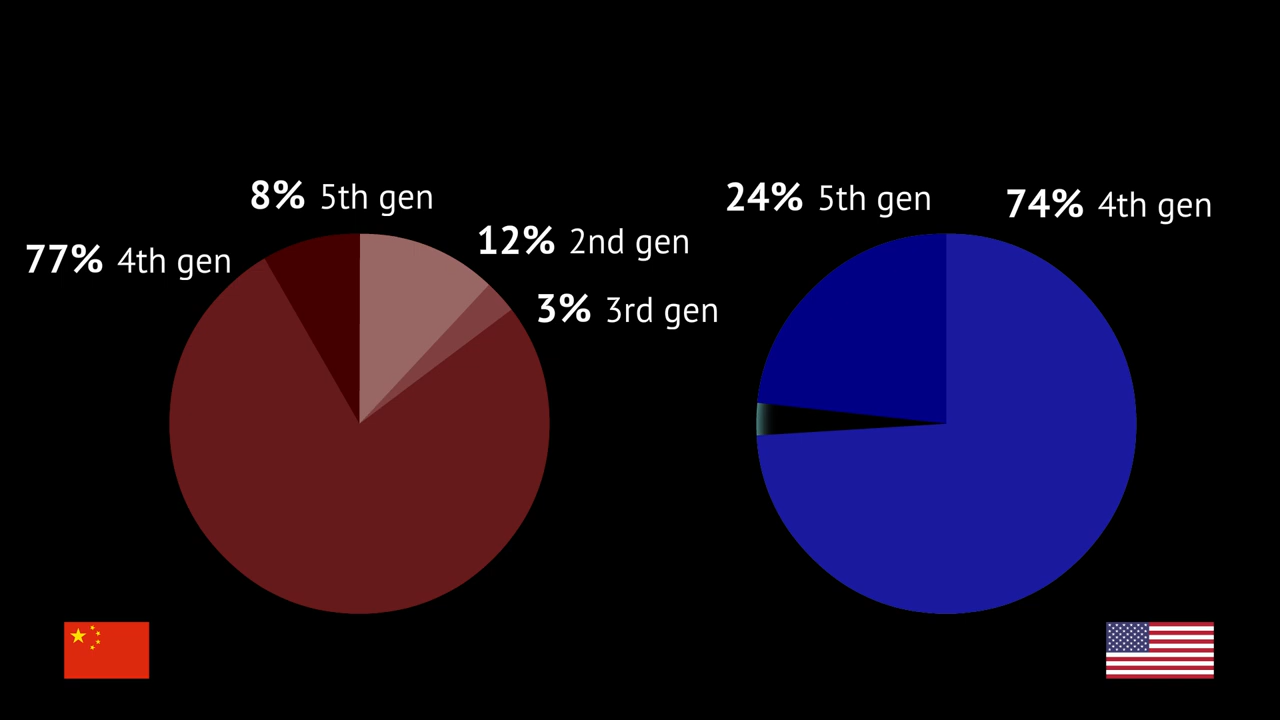 8% 5th gen
77% 4th gen
12% 2nd gen
3% 3rd gen
24% 5th gen
74% 4th gen